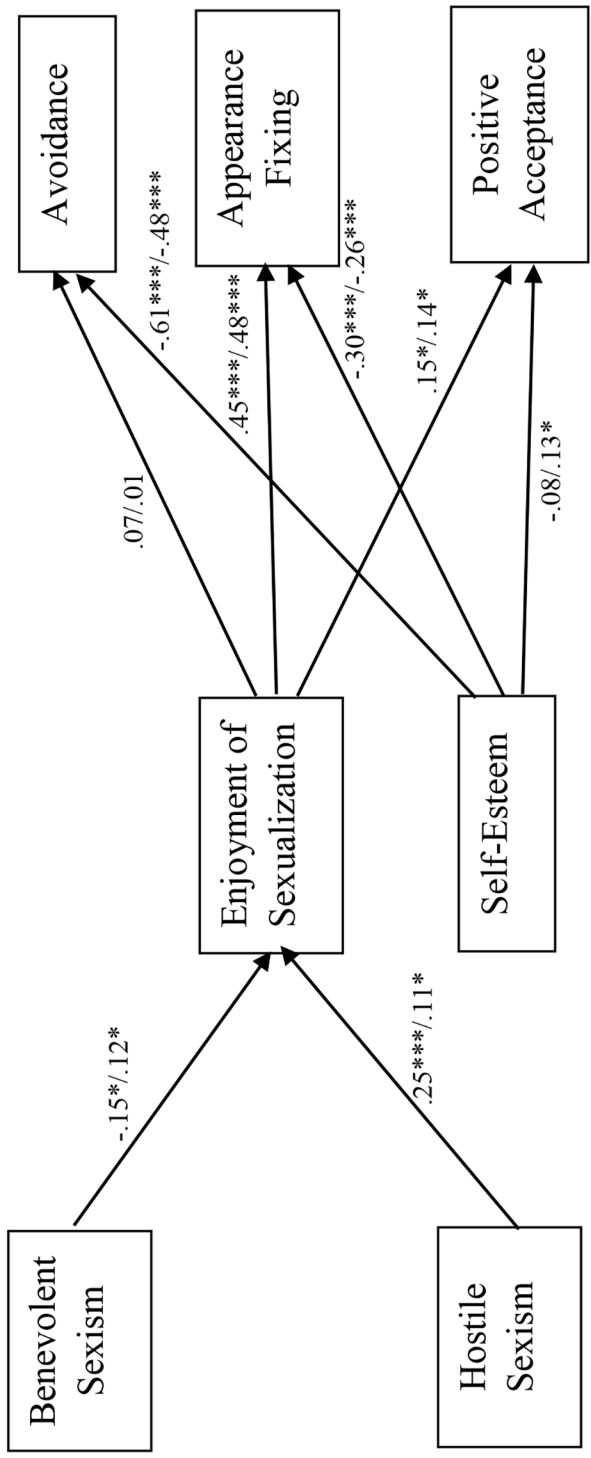 Benevolent
Sexism
Hostile
Sexism
-.15*/.12*
.25***/.11*
Enjoyment of
Sexualization
Self-Esteem
.07/.01
-.61***/-.48***
.45***/.48***
-.30***/-.26***
.15*/.14*
-.08/.13*
Avoidance
Appearance
Fixing
Positive
Acceptance